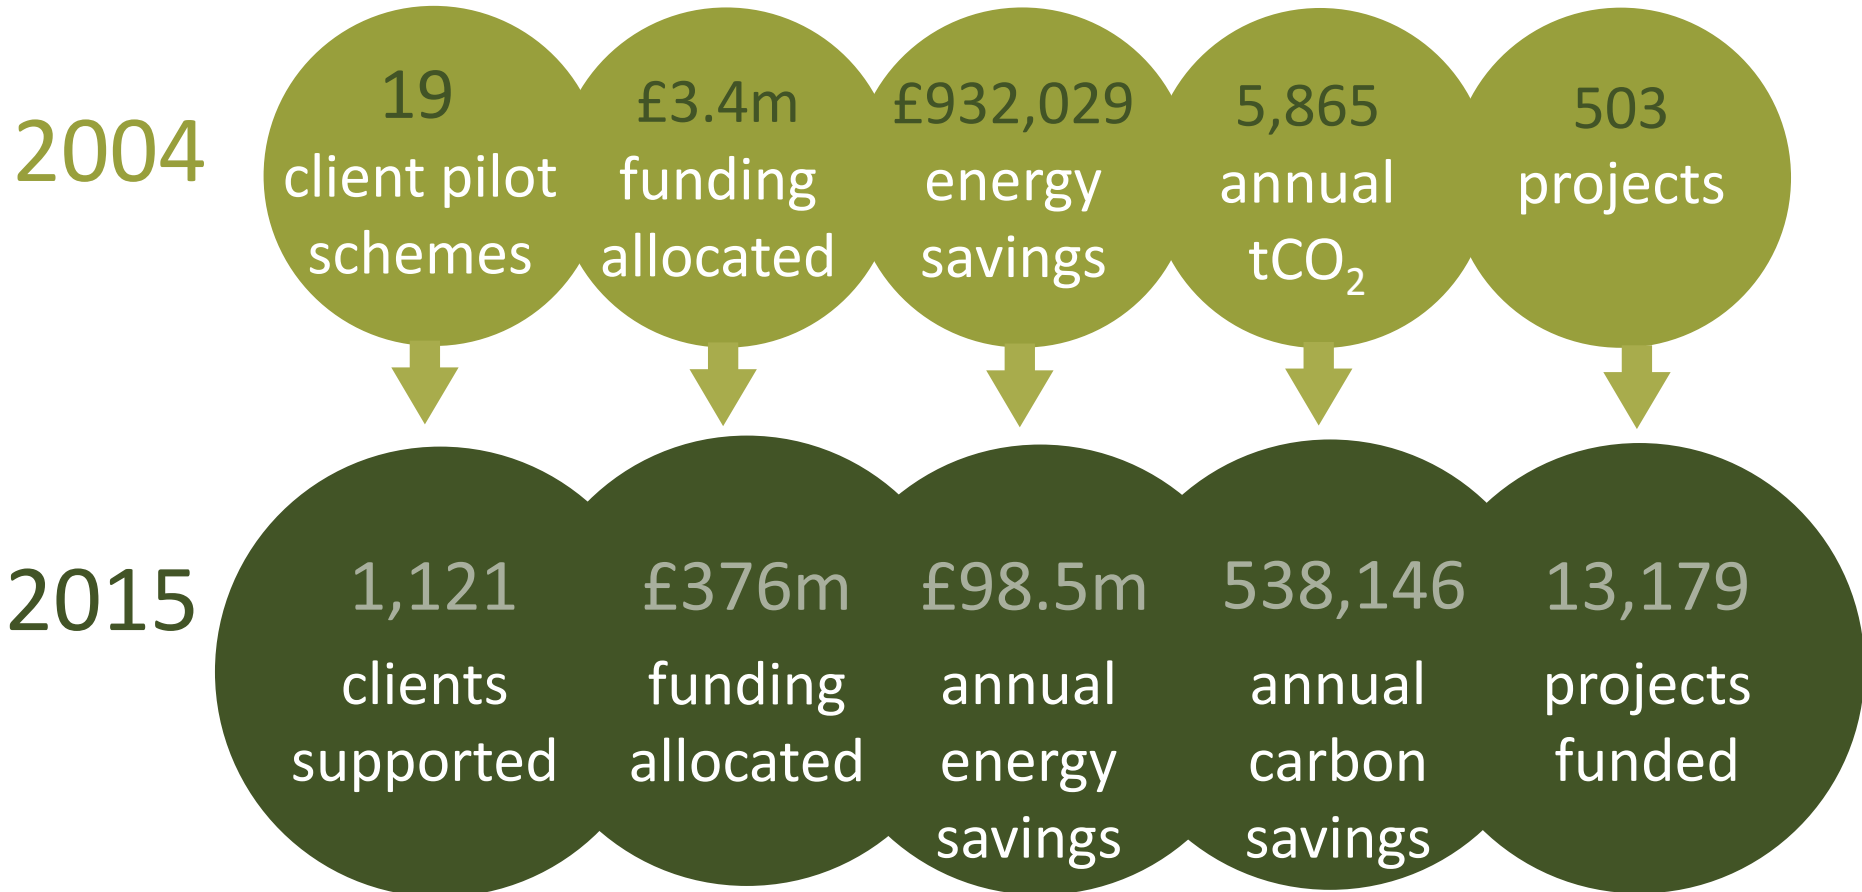 2004
19
client pilot
schemes
£3.4m
funding
allocated
£932,029
energy
savings
5,865
annual
tCO₂
503
projects
2015
1,121
clients
supported
£376m
funding
allocated
£98.5m
annual
energy
savings
538,146
annual
carbon
savings
13,179
projects
funded